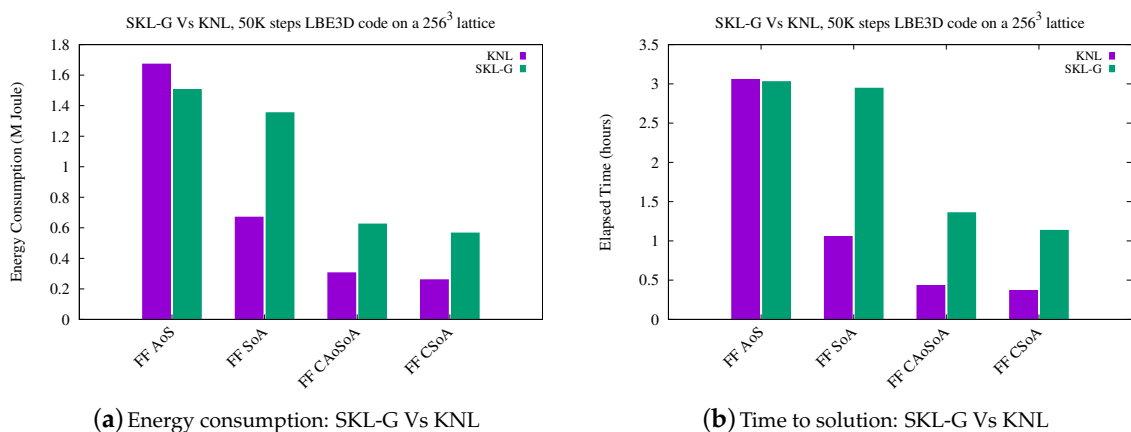 SKL-G Vs KNL, 50K steps LBE3D code on a 256³ lattice
Energy Consumption (M Joule)
1.8
1.6
1.4
1.2
1
0.8
0.6
0.4
0.2
0
KNL
SKL-G
FF AoS
FF SoA
FF CAoSoA
FF CSoA
(a) Energy consumption: SKL-G Vs KNL
SKL-G Vs KNL, 50K steps LBE3D code on a 256³ lattice
Elapsed Time (hours)
3.5
3
2.5
2
1.5
1
0.5
0
KNL
SKL-G
FF AoS
FF SoA
FF CAoSoA
FF CSoA
(b) Time to solution: SKL-G Vs KNL